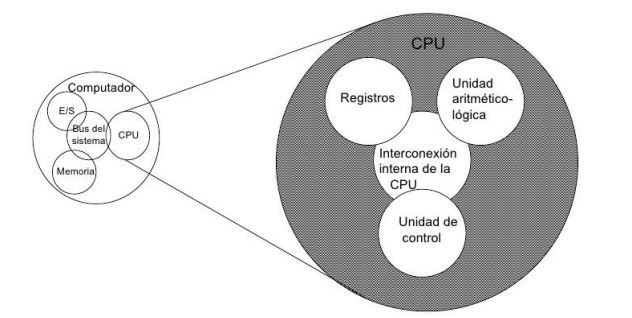 Computador
E/S
Bus del
sistema
CPU
Memoria
CPU
Registros
Unidad
aritmético-
lógica
Interconexión
interna de la
CPU
Unidad de
control